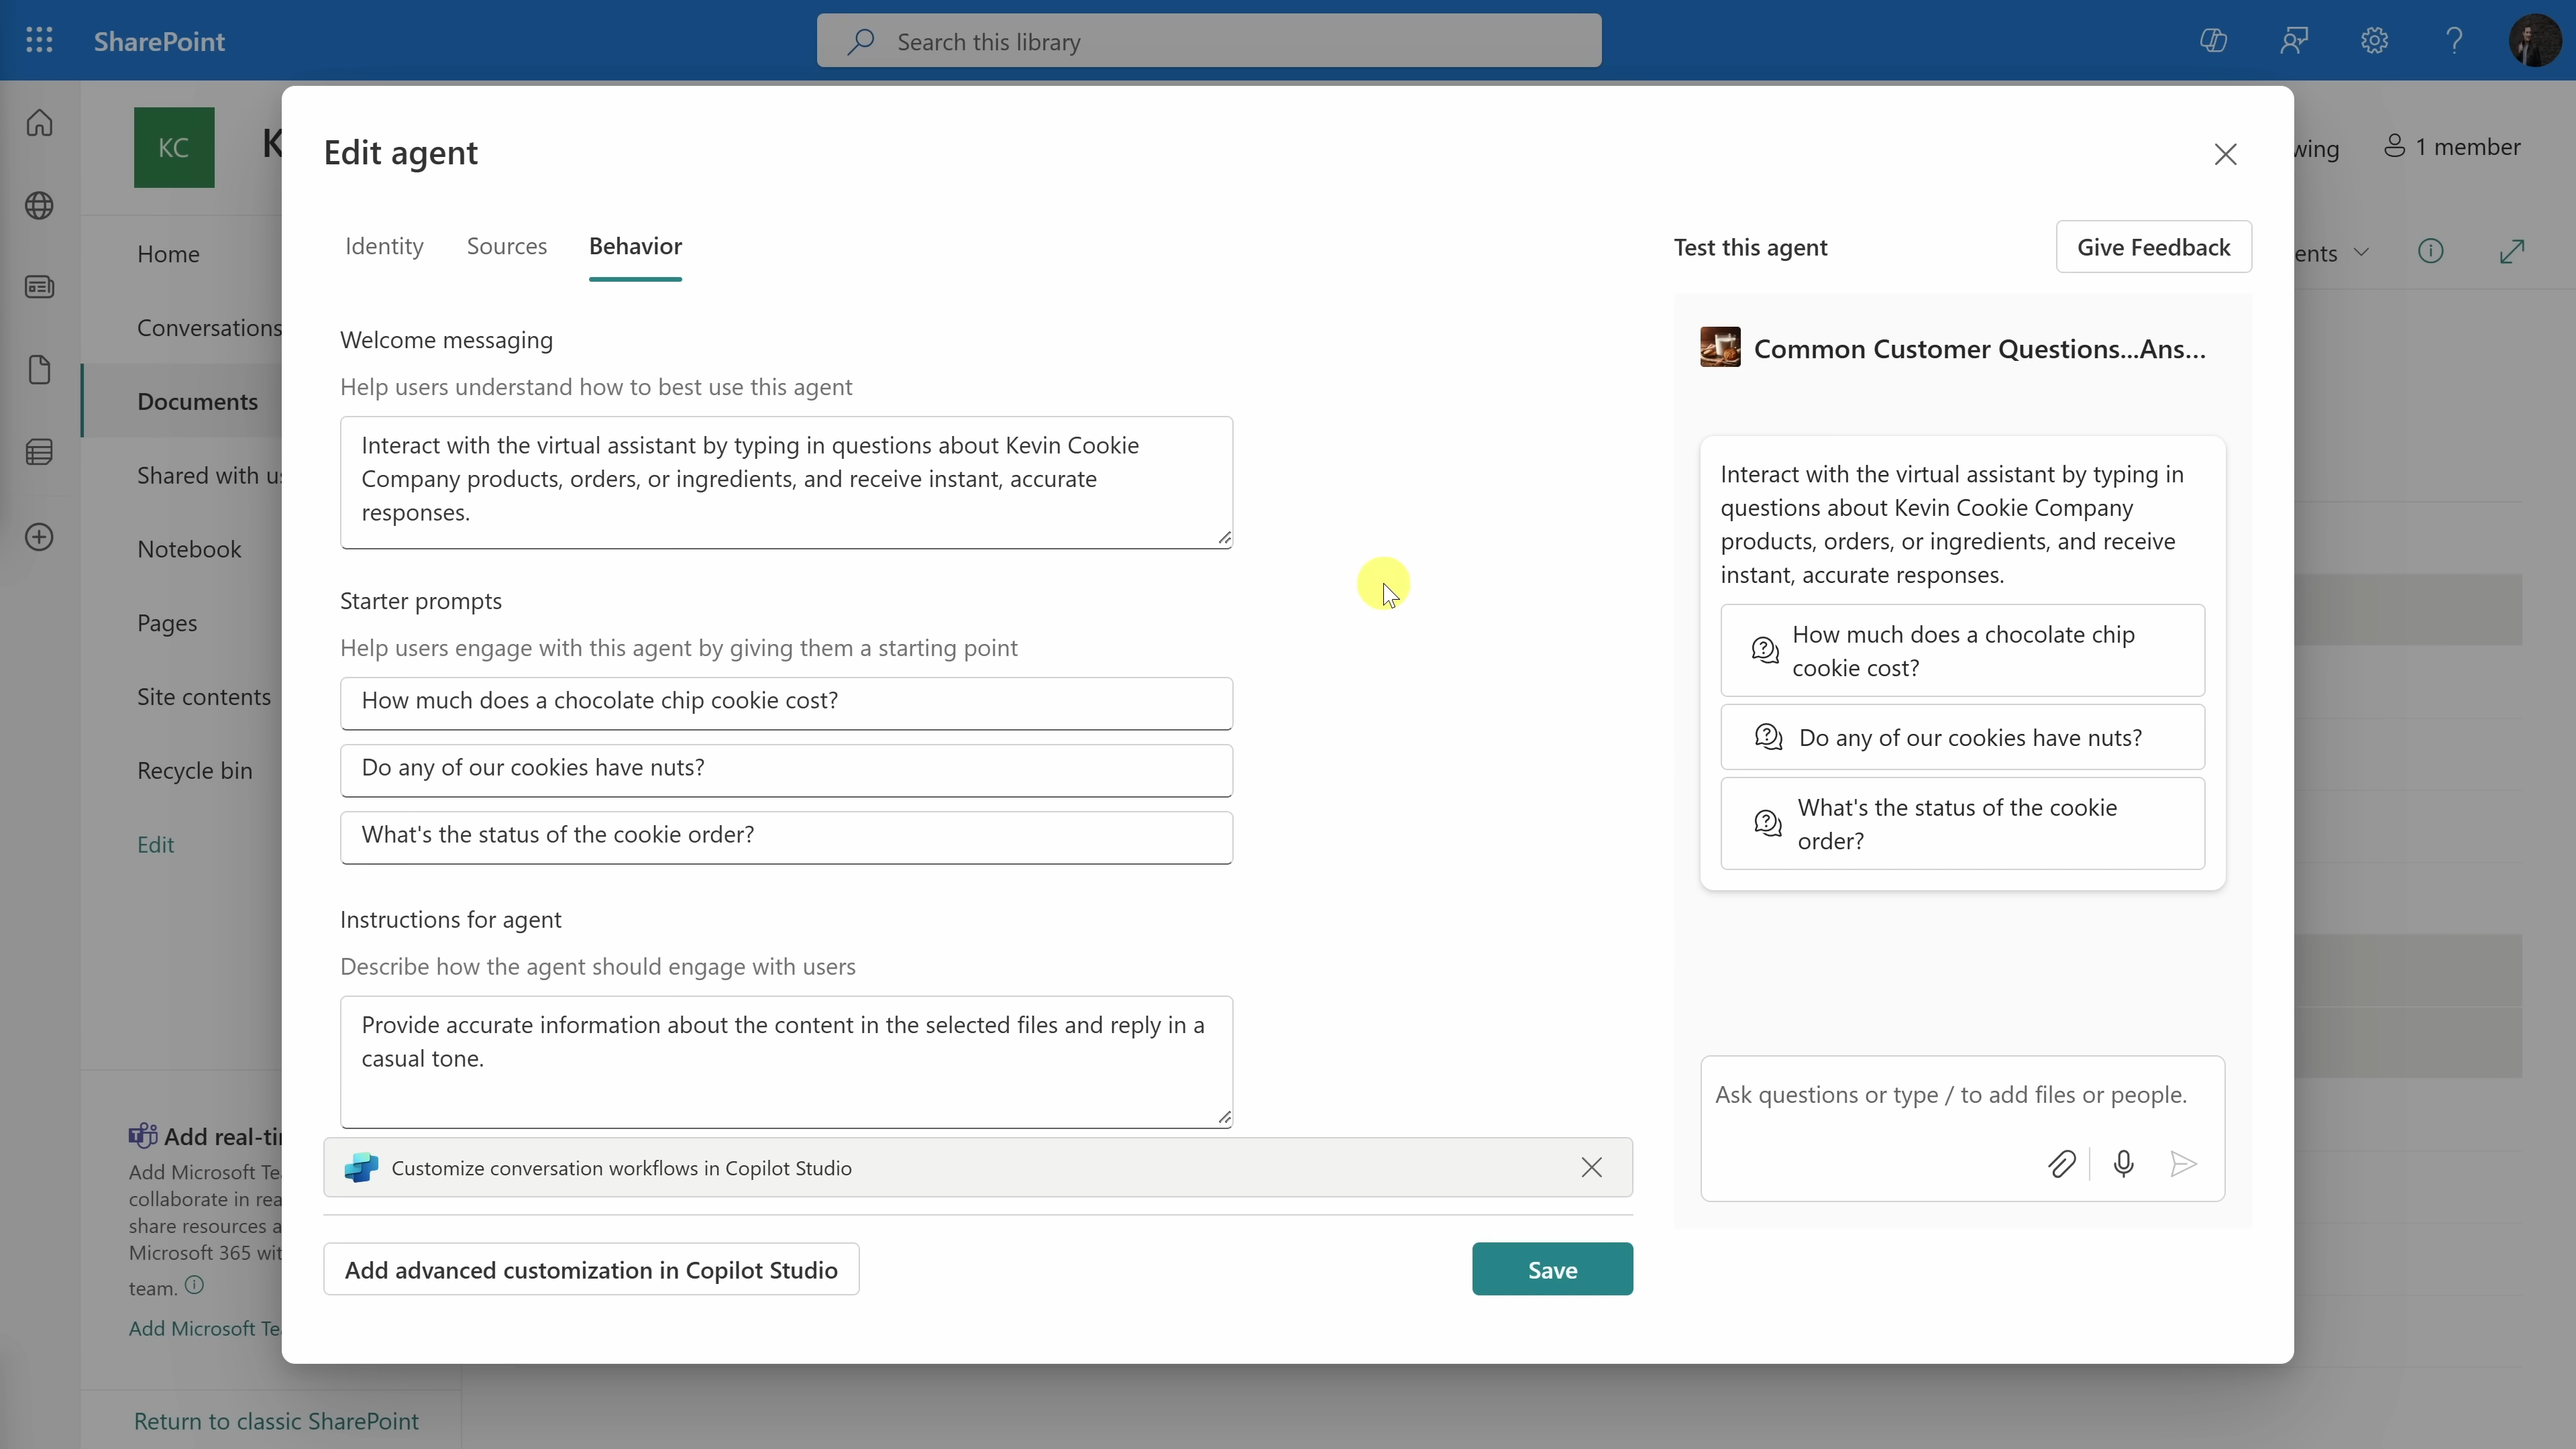 SharePoint
Search this library
KC
K
wing
1 member
Home
Conversations
Documents
Shared with us
Notebook
Pages
Site contents
Recycle bin
Edit
Add real-tim
Add Microsoft Te
collaborate in rea
share resources a
Microsoft 365 wit
team.
Add Microsoft Te
Return to classic SharePoint
ents
Edit agent
Identity
Sources
Behavior
Welcome messaging
Help users understand how to best use this agent
Interact with the virtual assistant by typing in questions about Kevin Cookie
Company products, orders, or ingredients, and receive instant, accurate
responses.
Starter prompts
Help users engage with this agent by giving them a starting point
How much does a chocolate chip cookie cost?
Do any of our cookies have nuts?
What's the status of the cookie order?
Instructions for agent
Describe how the agent should engage with users
Provide accurate information about the content in the selected files and reply in a
casual tone.
Customize conversation workflows in Copilot Studio
Add advanced customization in Copilot Studio
Save
Test this agent
Give Feedback
Common Customer Questions...Ans...
Interact with the virtual assistant by typing in
questions about Kevin Cookie Company
products, orders, or ingredients, and receive
instant, accurate responses.
How much does a chocolate chip
cookie cost?
Do any of our cookies have nuts?
What's the status of the cookie
order?
Ask questions or type / to add files or people.